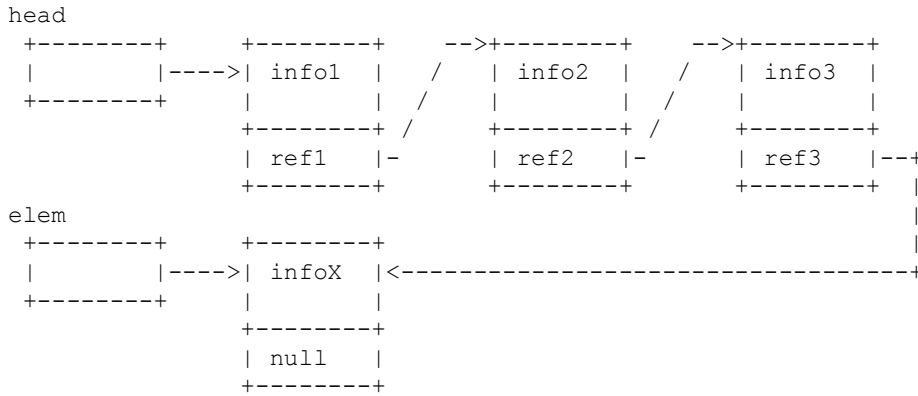 head
info1 info2 info3
ref1 ref2 ref3
elem
infoX
null